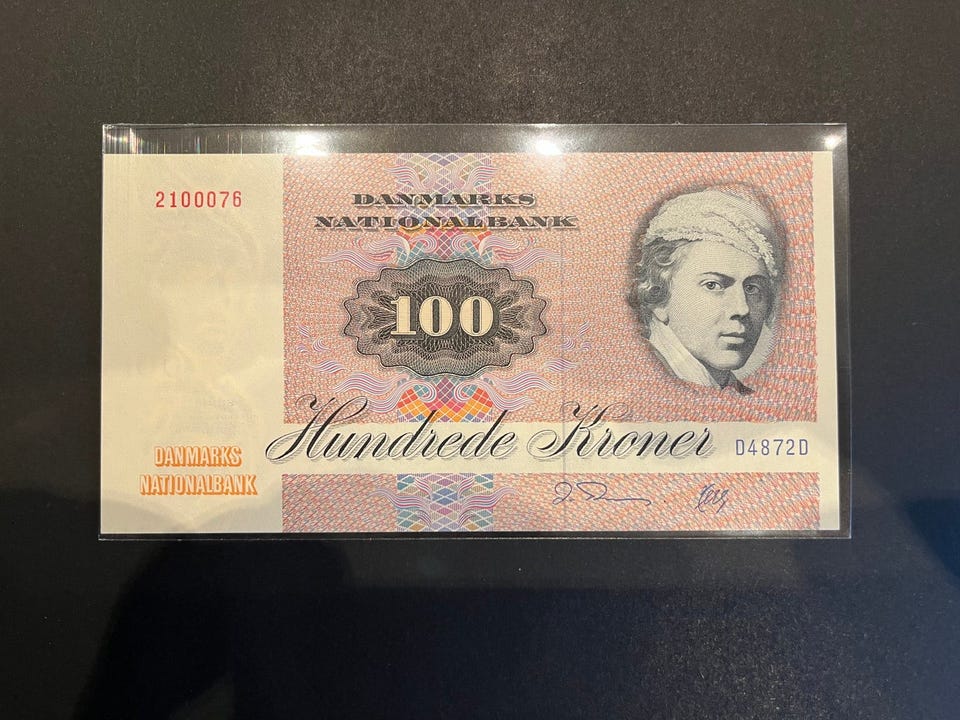 2100076
DANMARKS
NATIONALBANK
100
Hundrede Kroner
D4872D
DANMARKS
NATIONALBANK